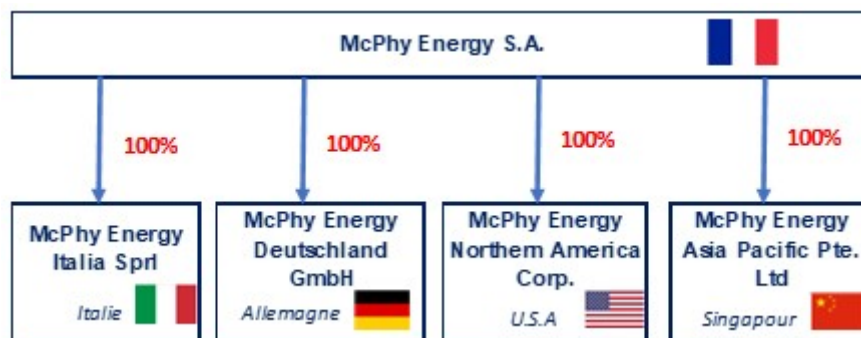 McPhy Energy S.A.
100%
100%
100%
100%
McPhy Energy
Italia Sprl
Italie
McPhy Energy
Deutschland
GmbH
Allemagne
McPhy Energy
Northern America
Corp.
U.S.A
McPhy Energy
Asia Pacific Pte.
Ltd
Singapour